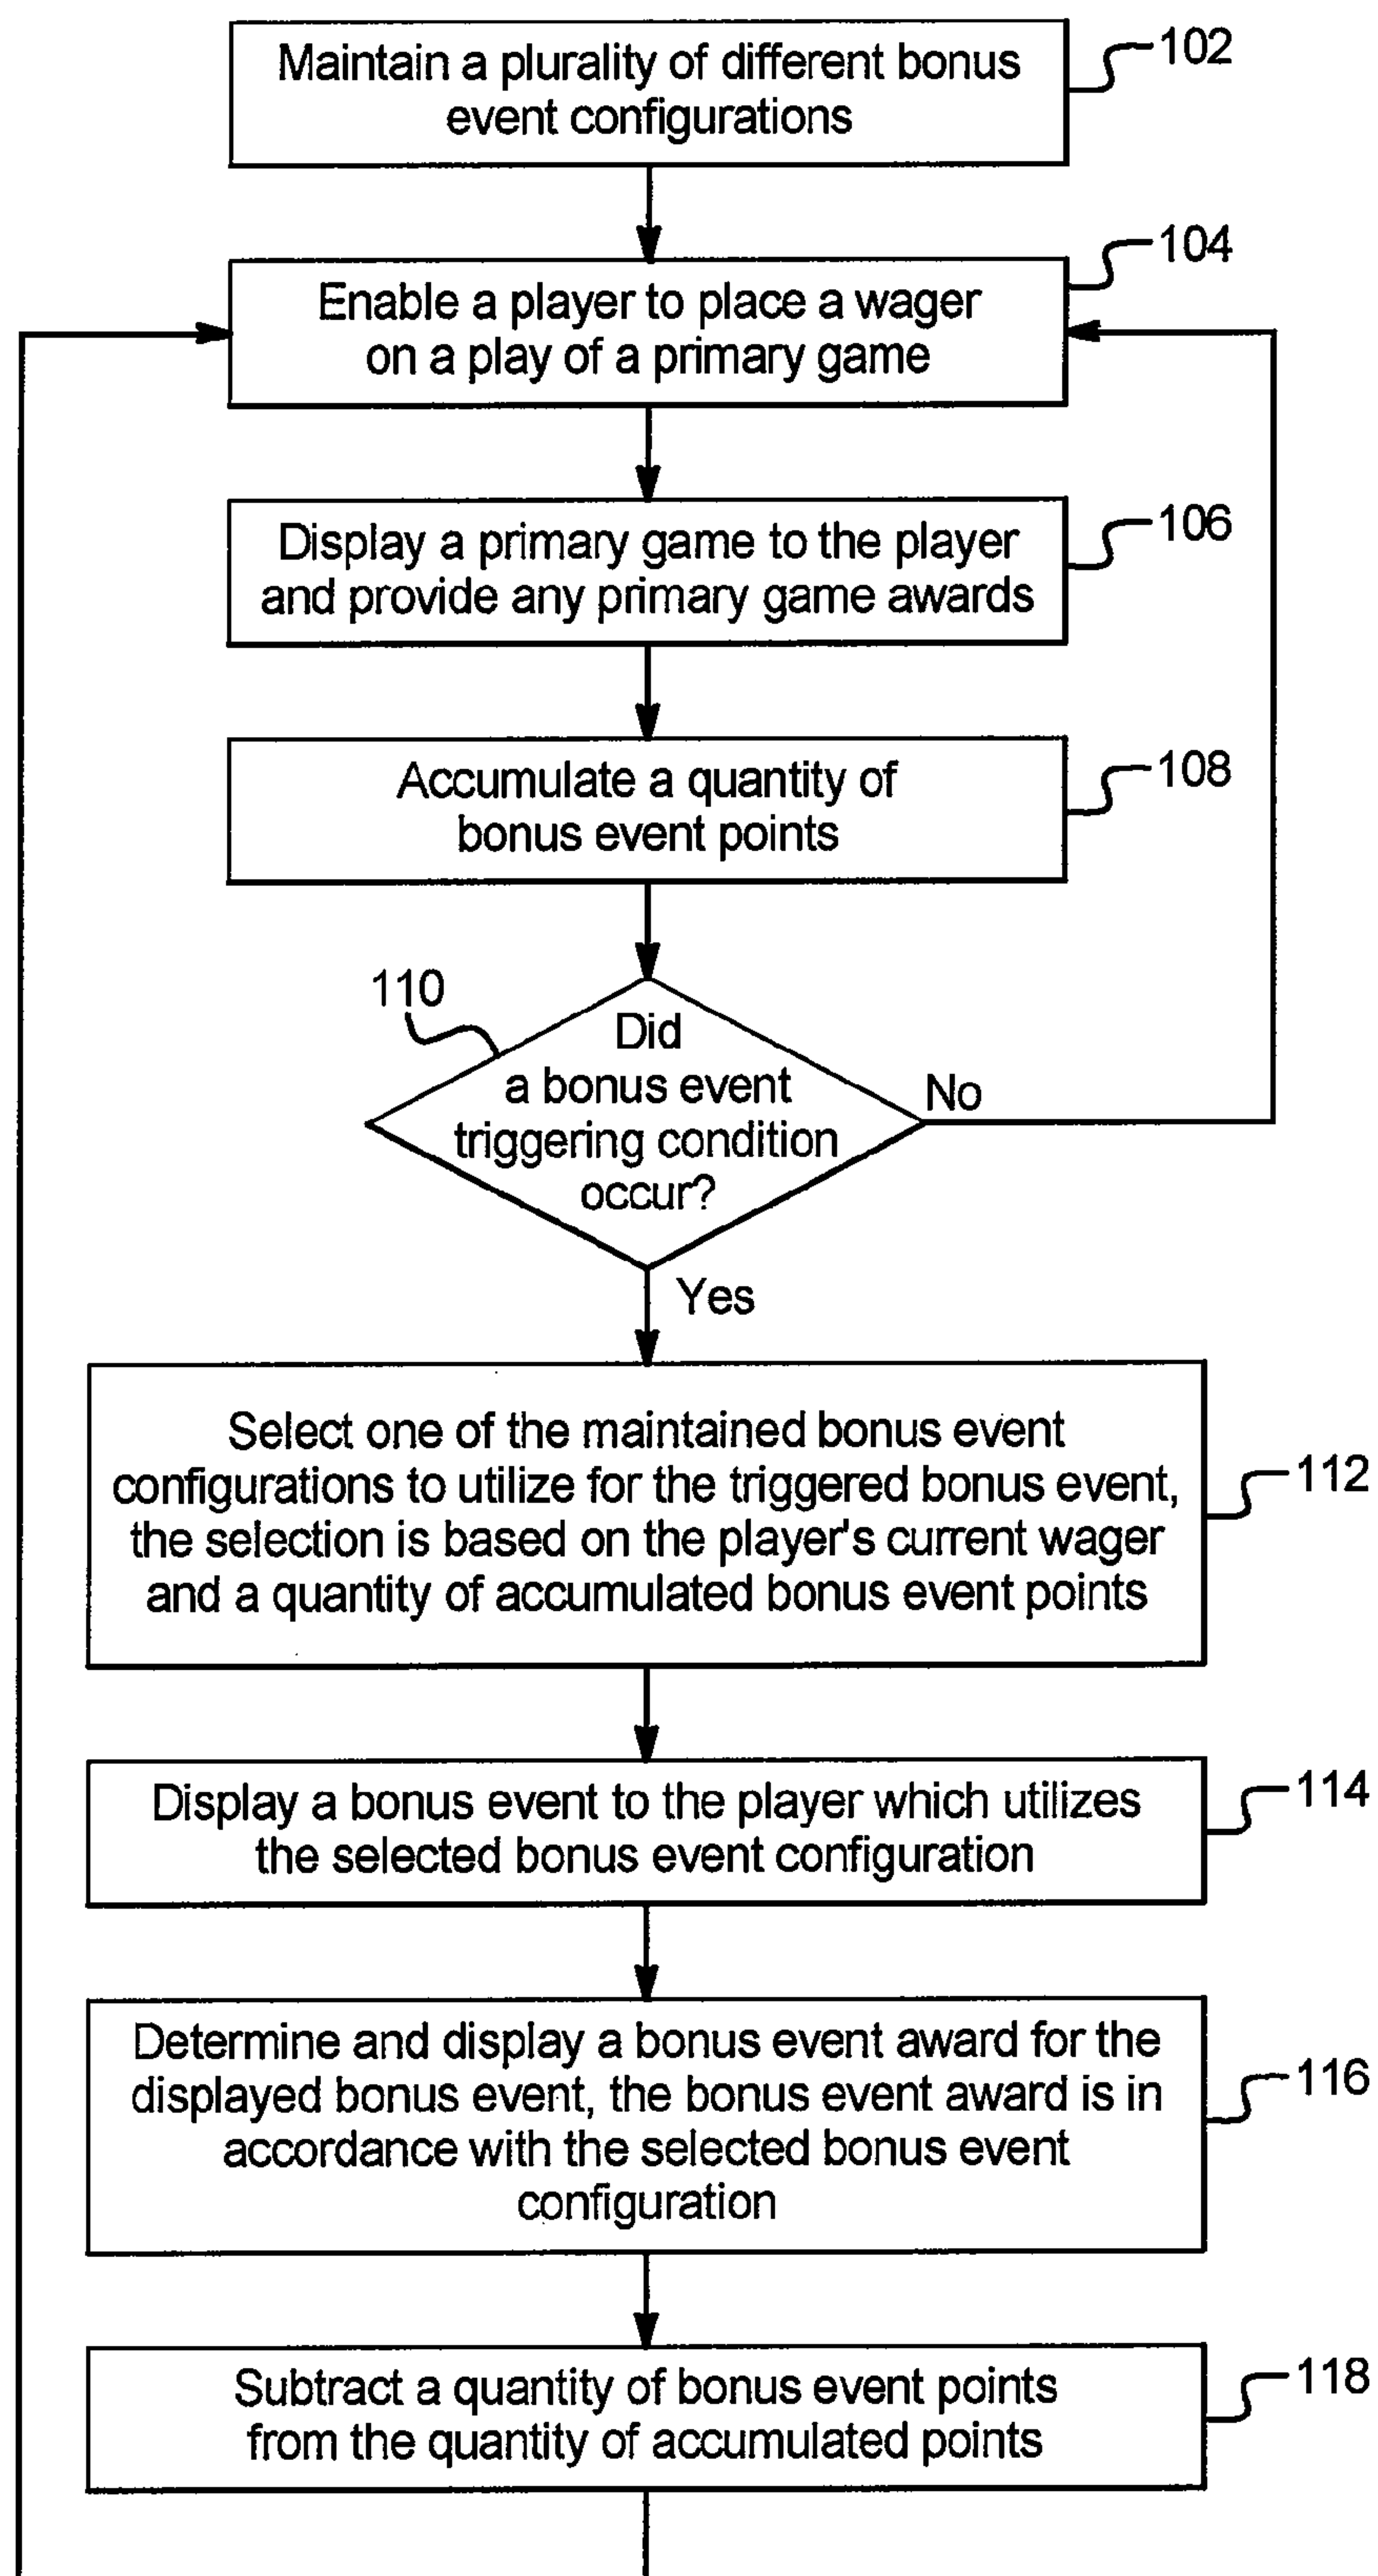 Maintain a plurality of different bonus
event configurations
102
Enable a player to place a wager
on a play of a primary game
104
Display a primary game to the player
and provide any primary game awards
106
Accumulate a quantity of
bonus event points
108
110
Did
a bonus event
triggering condition
occur?
No
Yes
Select one of the maintained bonus event
configurations to utilize for the triggered bonus event,
the selection is based on the player's current wager
and a quantity of accumulated bonus event points
112
Display a bonus event to the player which utilizes
the selected bonus event configuration
114
Determine and display a bonus event award for the
displayed bonus event, the bonus event award is in
accordance with the selected bonus event
configuration
116
Subtract a quantity of bonus event points
from the quantity of accumulated points
118